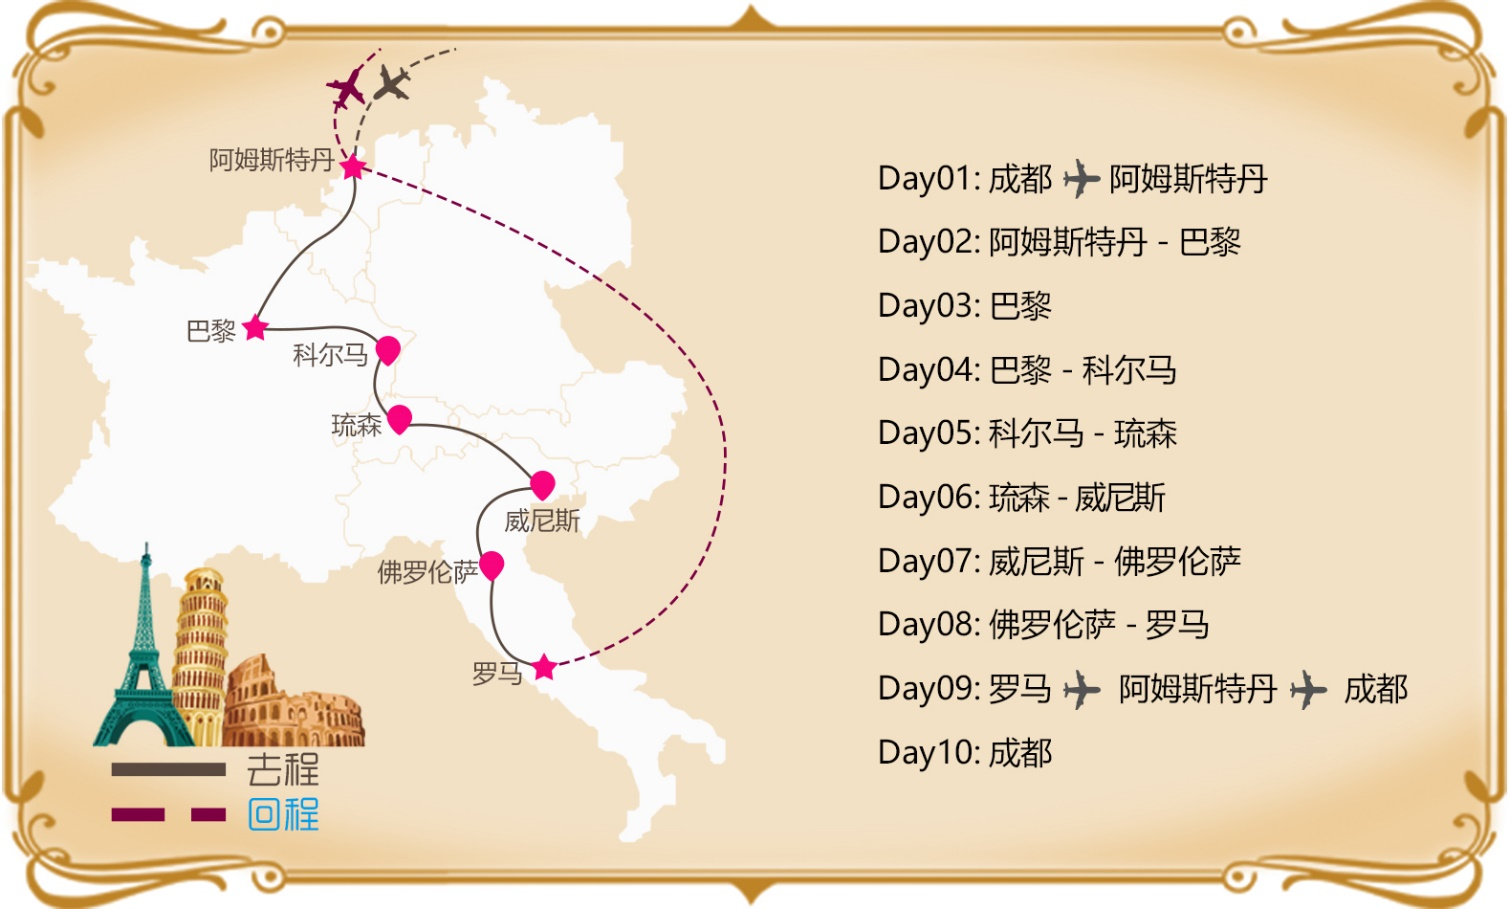 阿姆斯特丹
巴黎
科尔马
琉森
威尼斯
佛罗伦萨
罗马
去程
回程
Day01: 成都 阿姆斯特丹
Day02: 阿姆斯特丹 - 巴黎
Day03: 巴黎
Day04: 巴黎 - 科尔马
Day05: 科尔马 - 琉森
Day06: 琉森 - 威尼斯
Day07: 威尼斯 - 佛罗伦萨
Day08: 佛罗伦萨 - 罗马
Day09: 罗马 阿姆斯特丹 成都
Day10: 成都